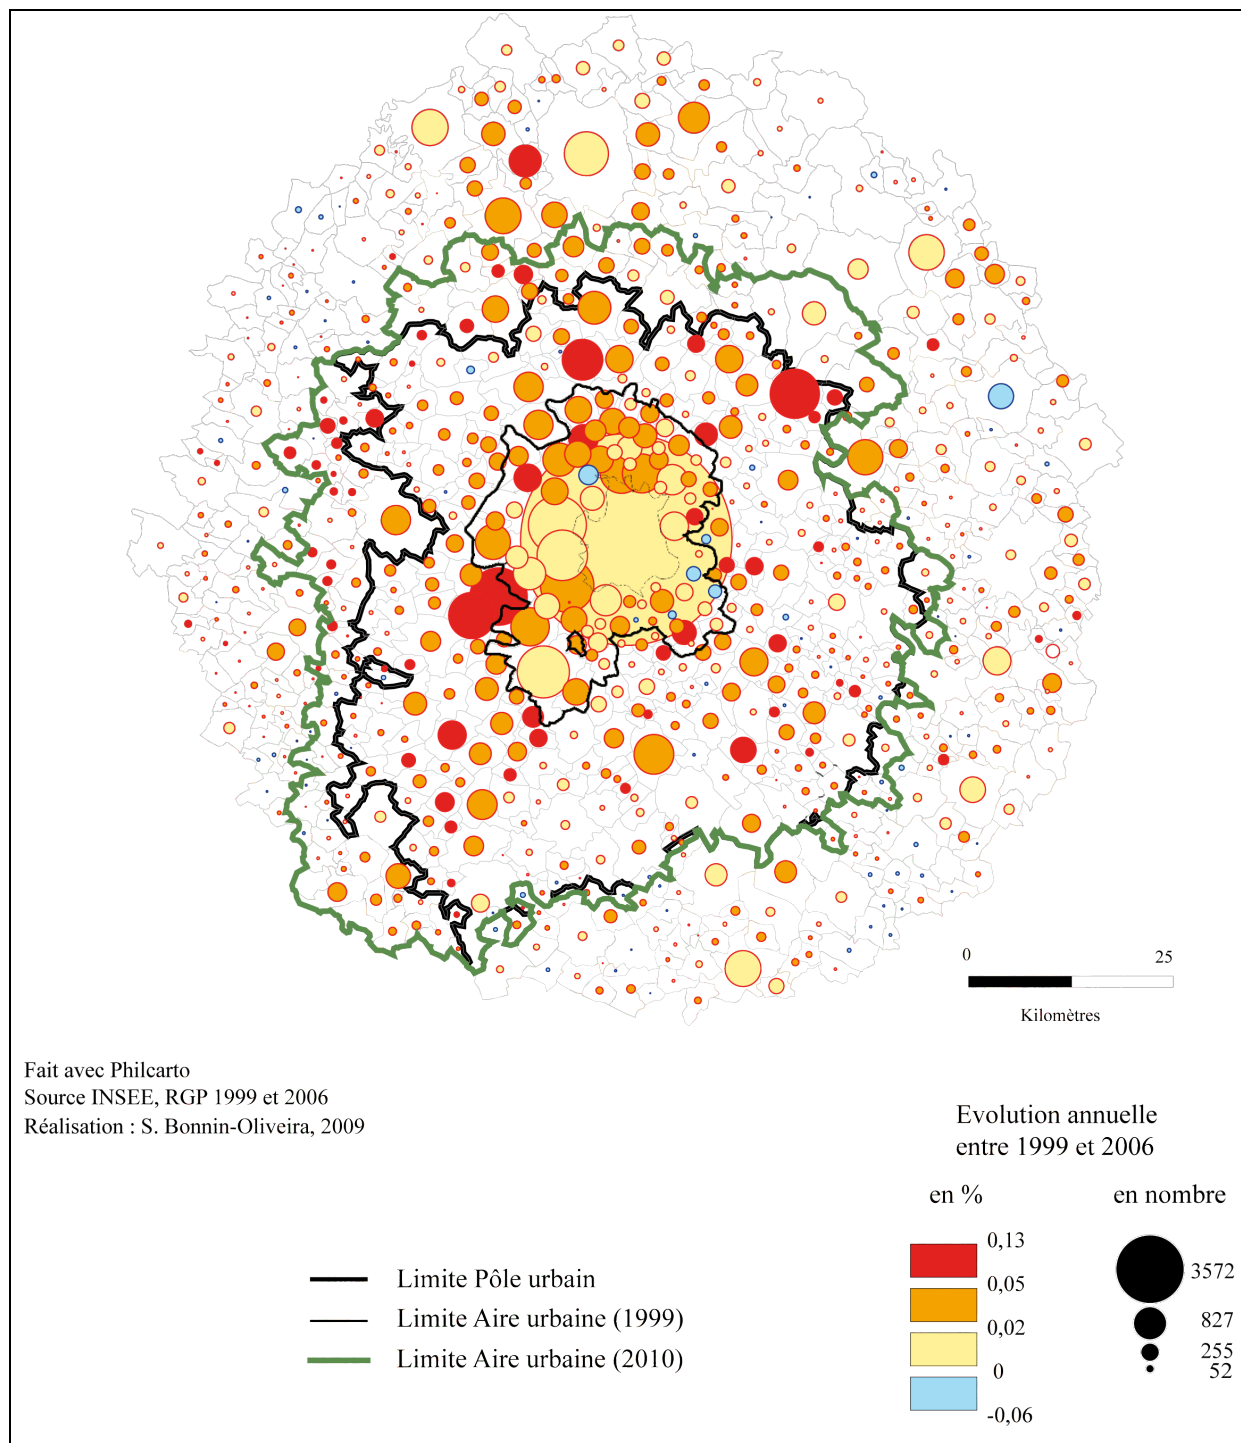 0 25
Kilomètres
Fait avec Philcarto
Source INSEE, RGP 1999 et 2006
Réalisation : S. Bonnin-Oliveira, 2009
Evolution annuelle
entre 1999 et 2006
en % en nombre
0,13
0,05
0,02
0
-0,06
3572
827
255
52
Limite Pôle urbain
Limite Aire urbaine (1999)
Limite Aire urbaine (2010)